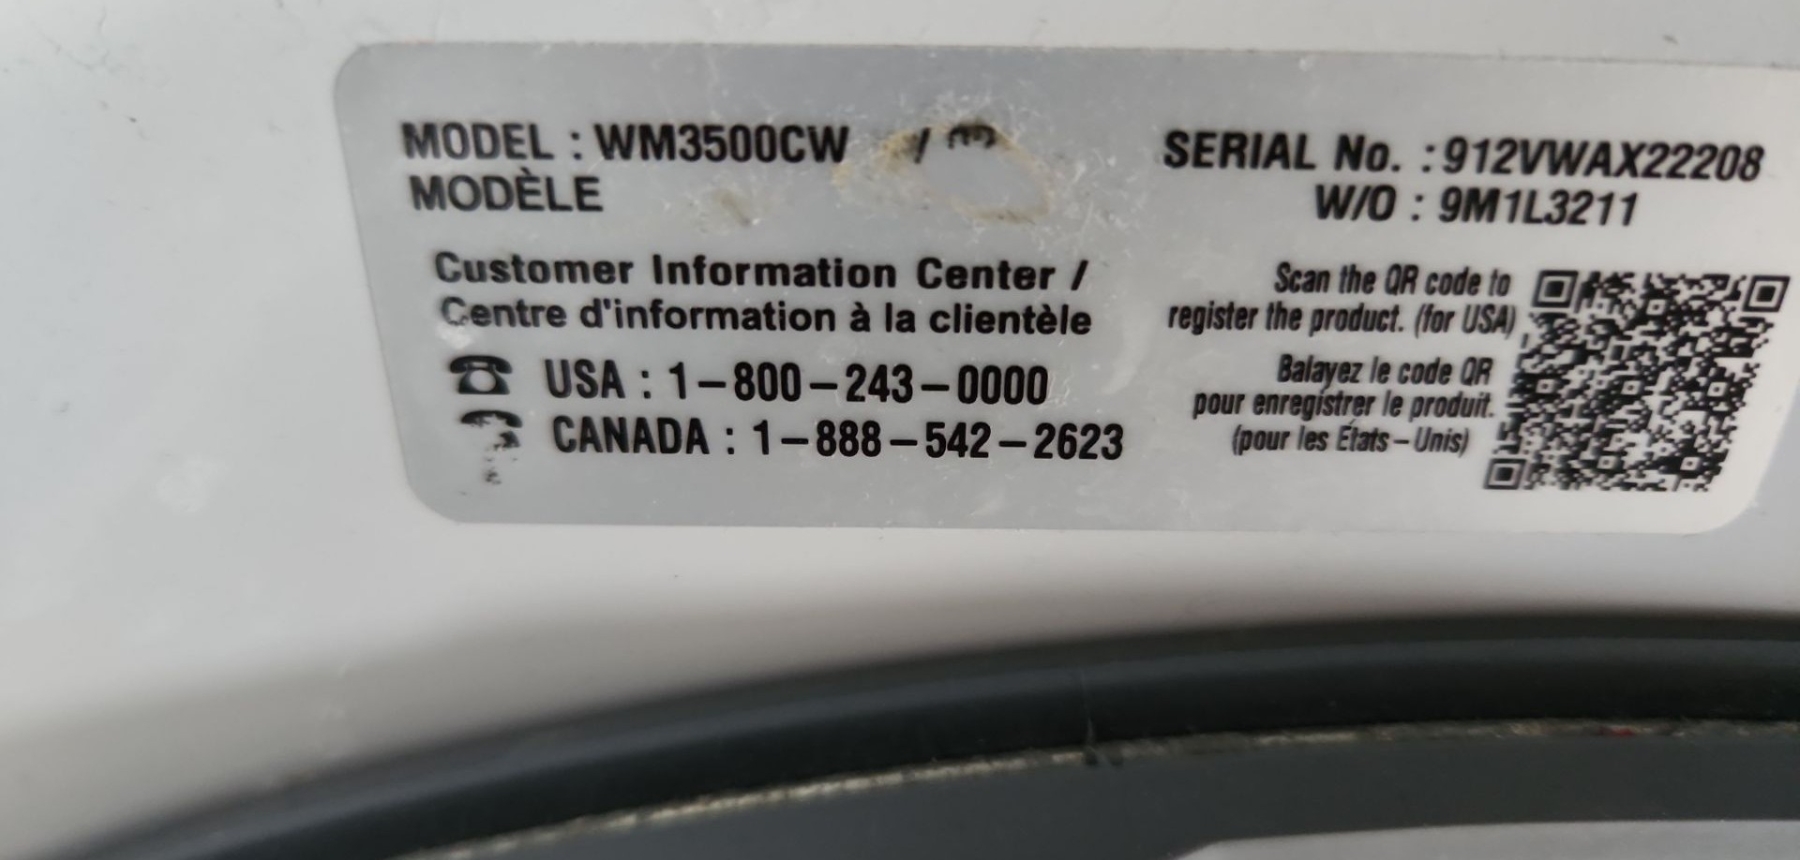 MODEL : WM3500CW /
MODÈLE
SERIAL No. : 912VWAX22208
W/O : 9M1L3211
Customer Information Center /
Centre d'information à la clientèle
USA : 1-800-243-0000
CANADA : 1-888-542-2623
Scan the QR code to
register the product. (for USA)
Balayez le code QR
pour enregistrer le produit.
(pour les États-Unis)